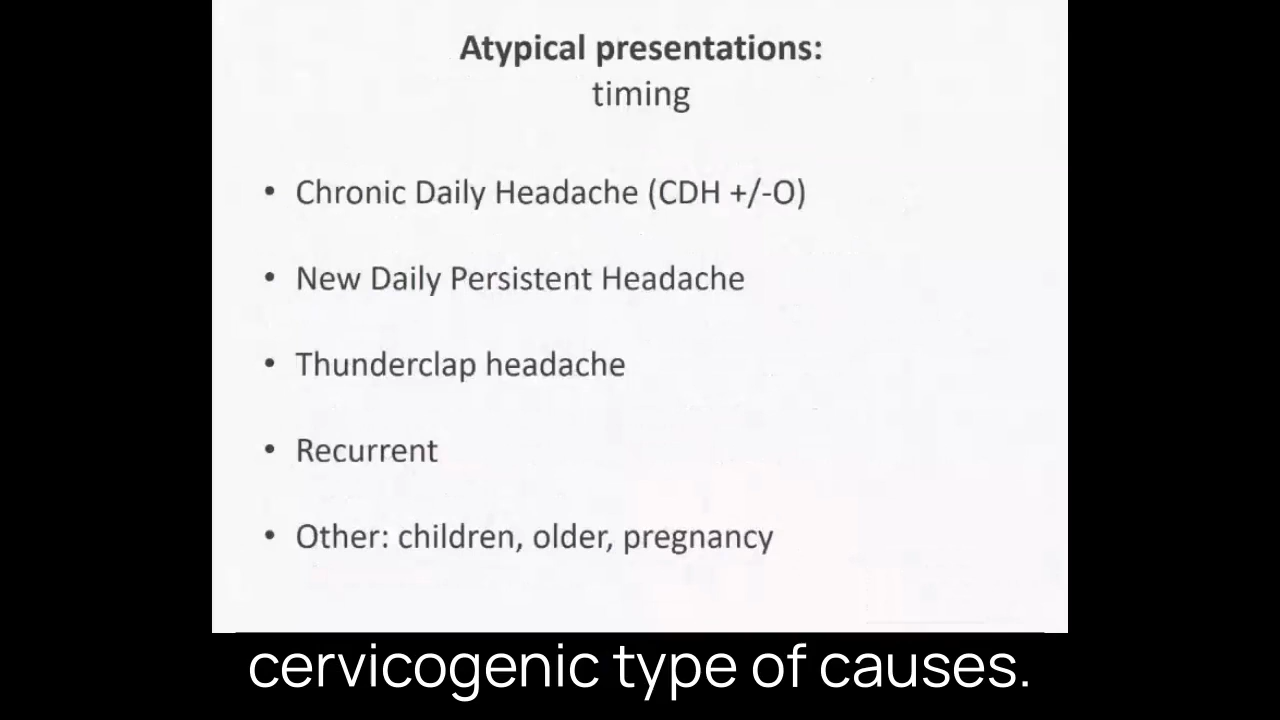 Atypical presentations:
timing
• Chronic Daily Headache (CDH +/-O)
• New Daily Persistent Headache
• Thunderclap headache
• Recurrent
• Other: children, older, pregnancy
cervicogenic type of causes.